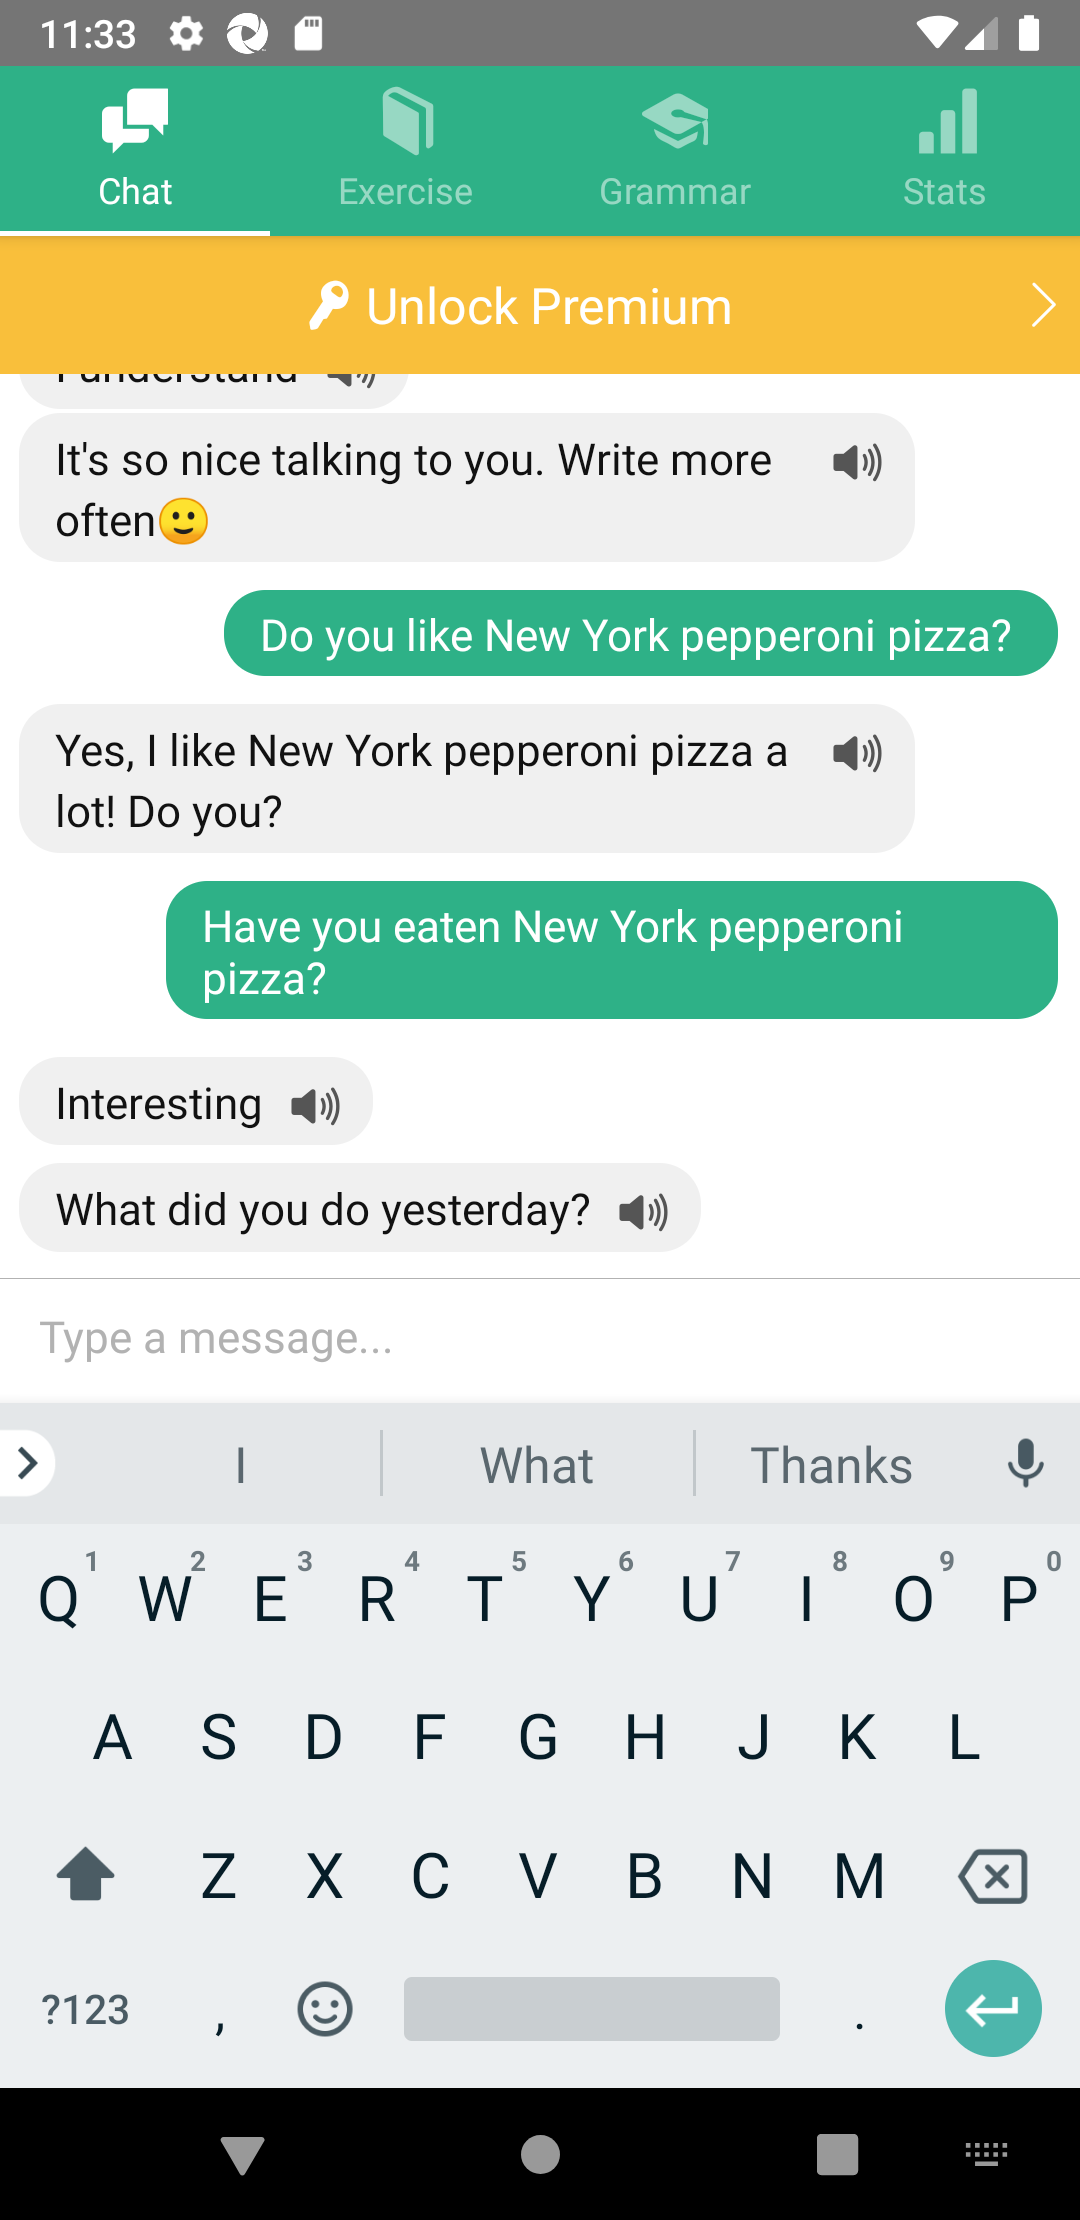 11:33
Chat
Exercise
Grammar
Stats
Unlock Premium
I understand
It's so nice talking to you. Write more
often🙂
Do you like New York pepperoni pizza?
Yes, I like New York pepperoni pizza a
lot! Do you?
Have you eaten New York pepperoni
pizza?
Interesting
What did you do yesterday?
Type a message...
I What Thanks
1 2 3 4 5 6 7 8 9 0
Q W E R T Y U I O P
A S D F G H J K L
Z X C V B N M
?123 , .